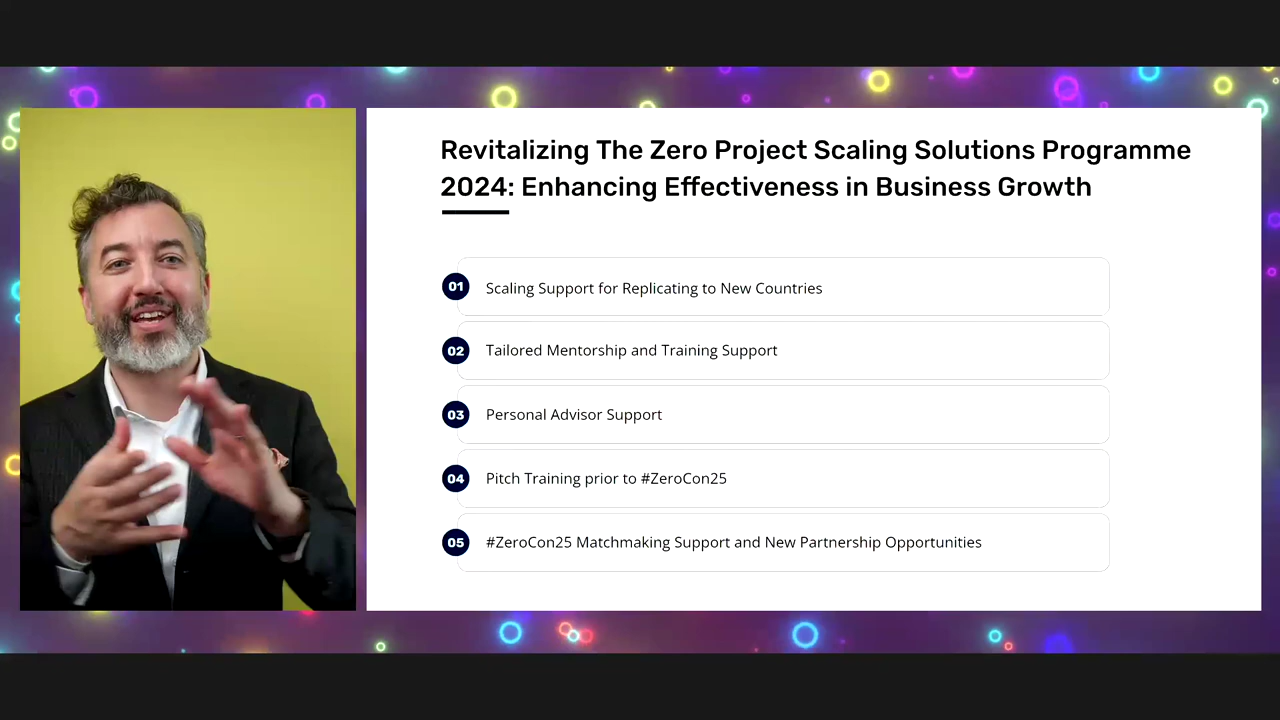 Revitalizing The Zero Project Scaling Solutions Programme
2024: Enhancing Effectiveness in Business Growth
01 Scaling Support for Replicating to New Countries
02 Tailored Mentorship and Training Support
03 Personal Advisor Support
04 Pitch Training prior to #ZeroCon25
05 #ZeroCon25 Matchmaking Support and New Partnership Opportunities